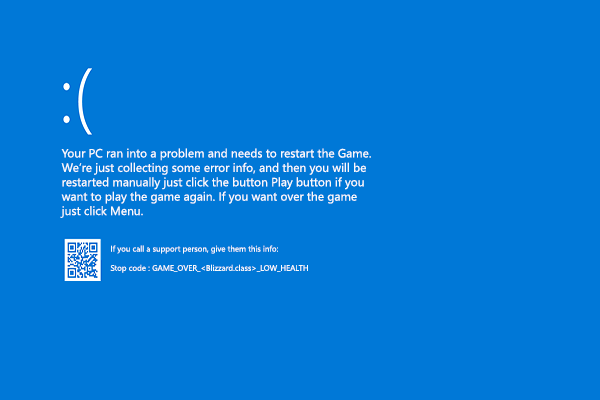 :(
Your PC ran into a problem and needs to restart the Game.
We're just collecting some error info, and then you will be
restarted manually just click the button Play button if you
want to play the game again. If you want over the game
just click Menu.
If you call a support person, give them this info:
Stop code : GAME_OVER_<Blizzard.class>_LOW_HEALTH